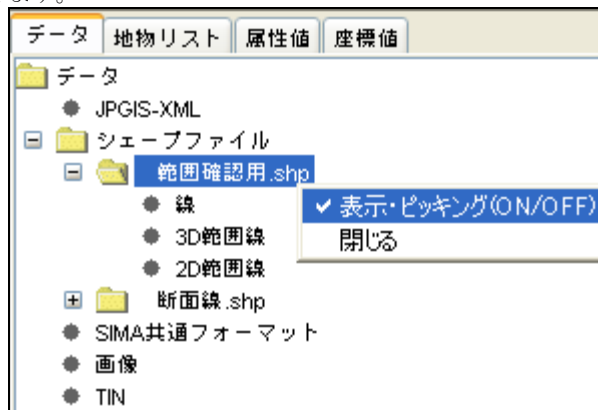 ます。
データ 地物リスト 属性値 座標値
データ
JPGIS-XML
シェープファイル
範囲確認用.shp
線
表示・ピッキング(ON/OFF)
3D範囲線
閉じる
2D範囲線
断面線.shp
SIMA共通フォーマット
画像
TIN